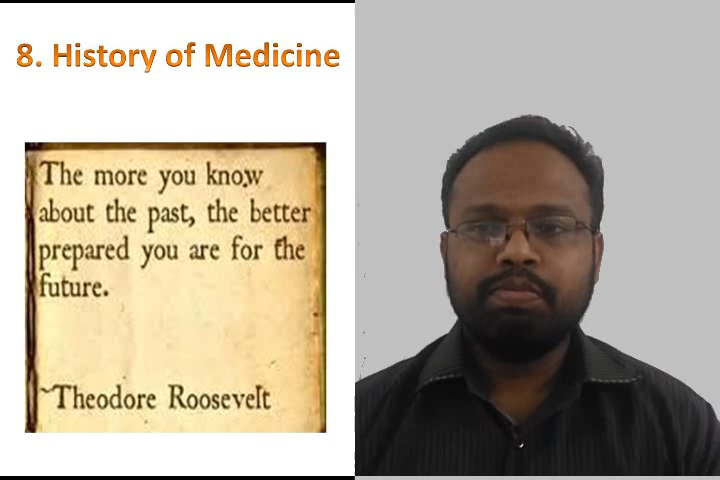 8. History of Medicine
The more you know
about the past, the better
prepared you are for the
future.
~Theodore Roosevelt